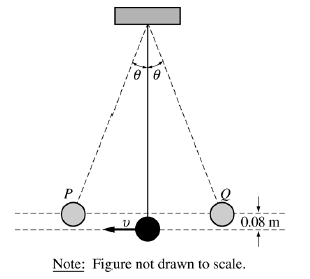 θ θ
P Q
υ 0.08 m
Note: Figure not drawn to scale.